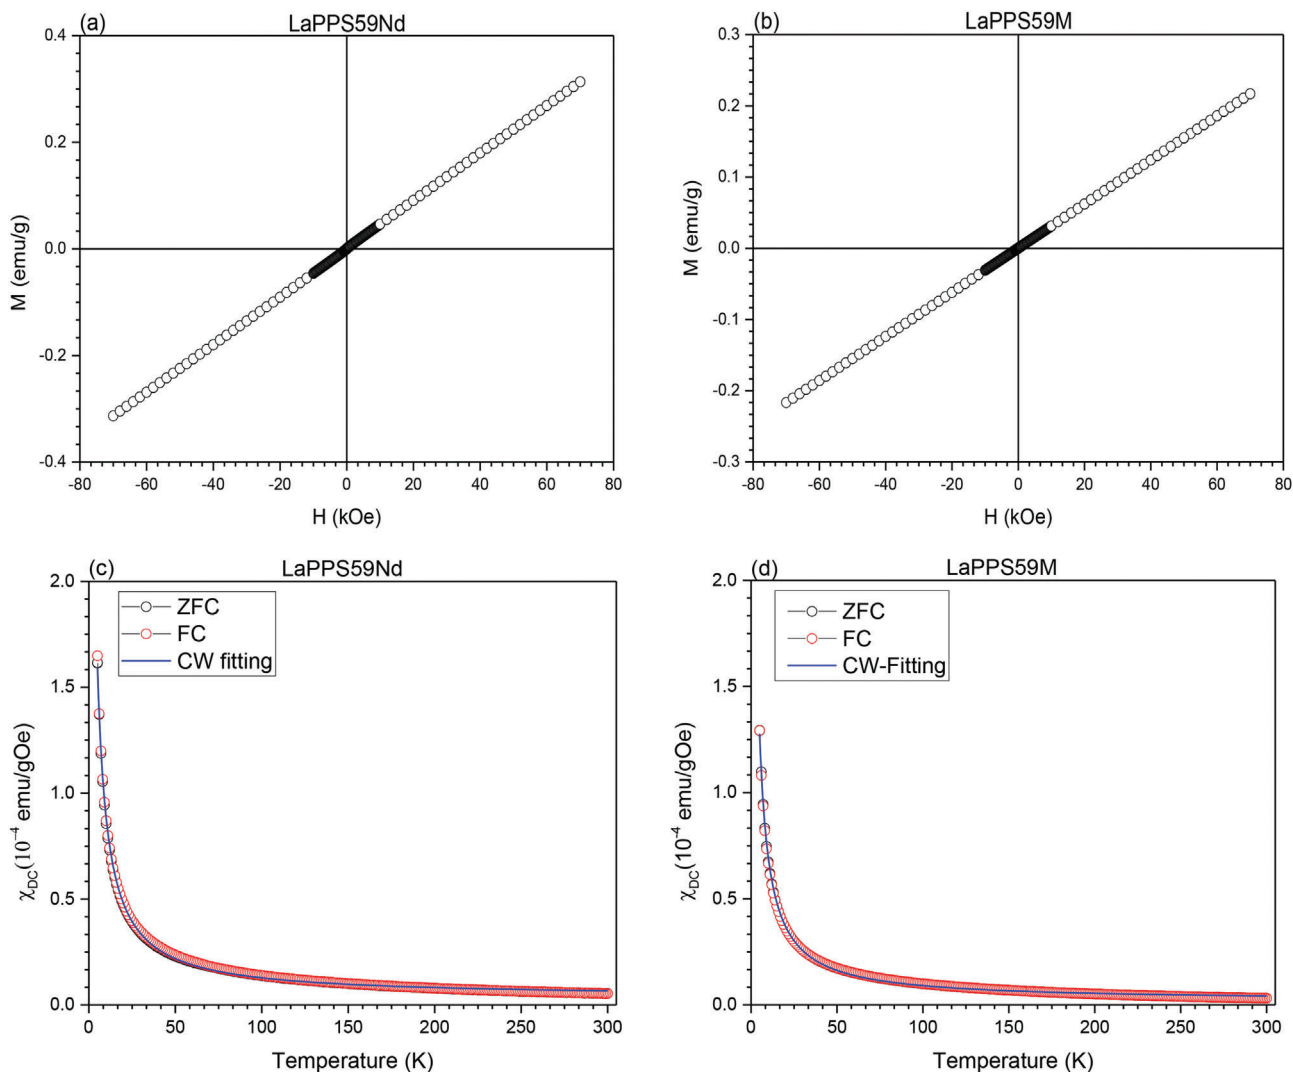 (a)
LaPPS59Nd
0.4
0.2
0.0
-0.2
-0.4
M (emu/g)
-80 -60 -40 -20 0 20 40 60 80
H (kOe)
(b)
LaPPS59M
0.3
0.2
0.1
0.0
-0.1
-0.2
-0.3
M (emu/g)
-80 -60 -40 -20 0 20 40 60 80
H (kOe)
(c)
LaPPS59Nd
ZFC
FC
CW fitting
2.0
1.5
1.0
0.5
0.0
χDC(10⁻⁴ emu/gOe)
0 50 100 150 200 250 300
Temperature (K)
(d)
LaPPS59M
ZFC
FC
CW-Fitting
2.0
1.5
1.0
0.5
0.0
χDC(10⁻⁴ emu/gOe)
0 50 100 150 200 250 300
Temperature (K)